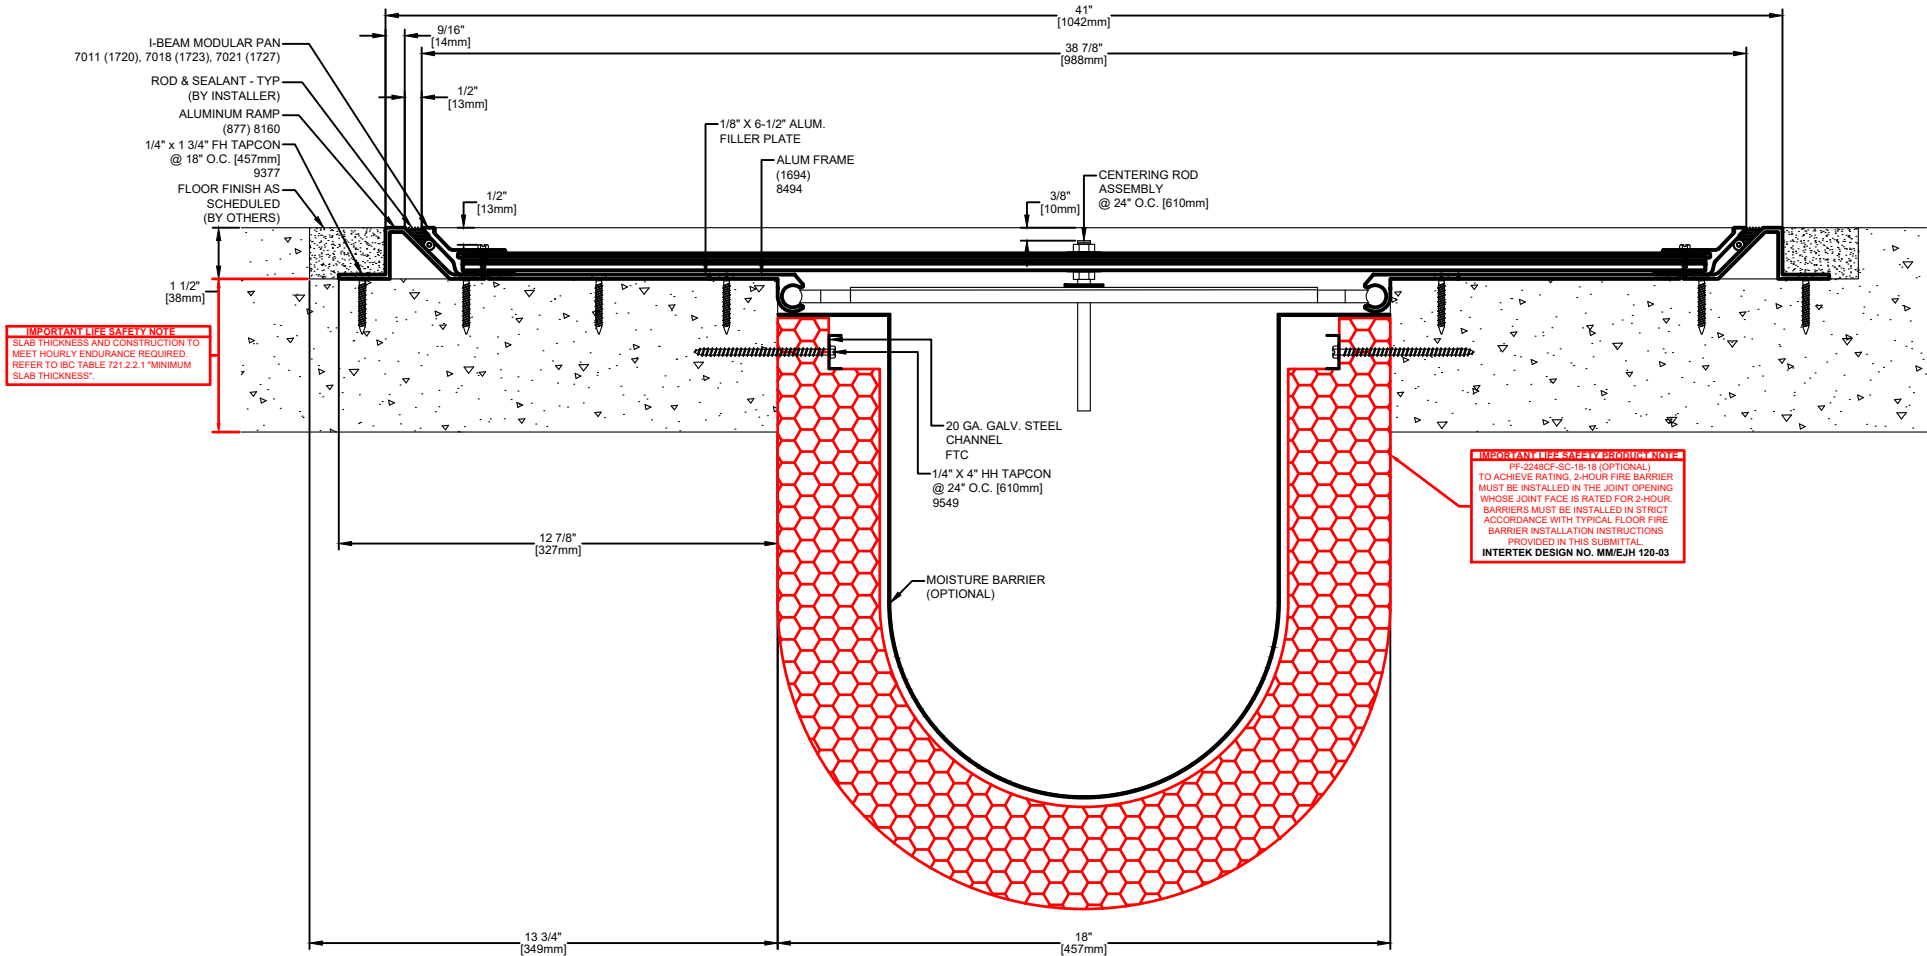 41"
[1042mm]
9/16"
[14mm]
38 7/8"
[988mm]
I-BEAM MODULAR PAN
7011 (1720), 7018 (1723), 7021 (1727)
ROD & SEALANT - TYP
(BY INSTALLER)
ALUMINUM RAMP
(877) 8160
1/4" x 1 3/4" FH TAPCON
@ 18" O.C. [457mm]
9377
FLOOR FINISH AS
SCHEDULED
(BY OTHERS)
1/2"
[13mm]
1/8" X 6-1/2" ALUM.
FILLER PLATE
ALUM FRAME
(1694)
8494
1/2"
[13mm]
3/8"
[10mm]
CENTERING ROD
ASSEMBLY
@ 24" O.C. [610mm]
1 1/2"
[38mm]
IMPORTANT LIFE SAFETY NOTE
SLAB THICKNESS AND CONSTRUCTION TO
MEET HOURLY ENDURANCE REQUIRED.
REFER TO IBC TABLE 721.2.2.1 "MINIMUM
SLAB THICKNESS".
20 GA. GALV. STEEL
CHANNEL
FTC
1/4" X 4" HH TAPCON
@ 24" O.C. [610mm]
9549
IMPORTANT LIFE SAFETY PRODUCT NOTE
PF-2248CF-SC-18-18 (OPTIONAL)
TO ACHIEVE RATING, 2-HOUR FIRE BARRIER
MUST BE INSTALLED IN THE JOINT OPENING
WHOSE JOINT FACE IS RATED FOR 2-HOUR.
BARRIERS MUST BE INSTALLED IN STRICT
ACCORDANCE WITH TYPICAL FLOOR FIRE
BARRIER INSTALLATION INSTRUCTIONS
PROVIDED IN THIS SUBMITTAL.
INTERTEK DESIGN NO. MM/EJH 120-03
12 7/8"
[327mm]
MOISTURE BARRIER
(OPTIONAL)
13 3/4"
[349mm]
18"
[457mm]